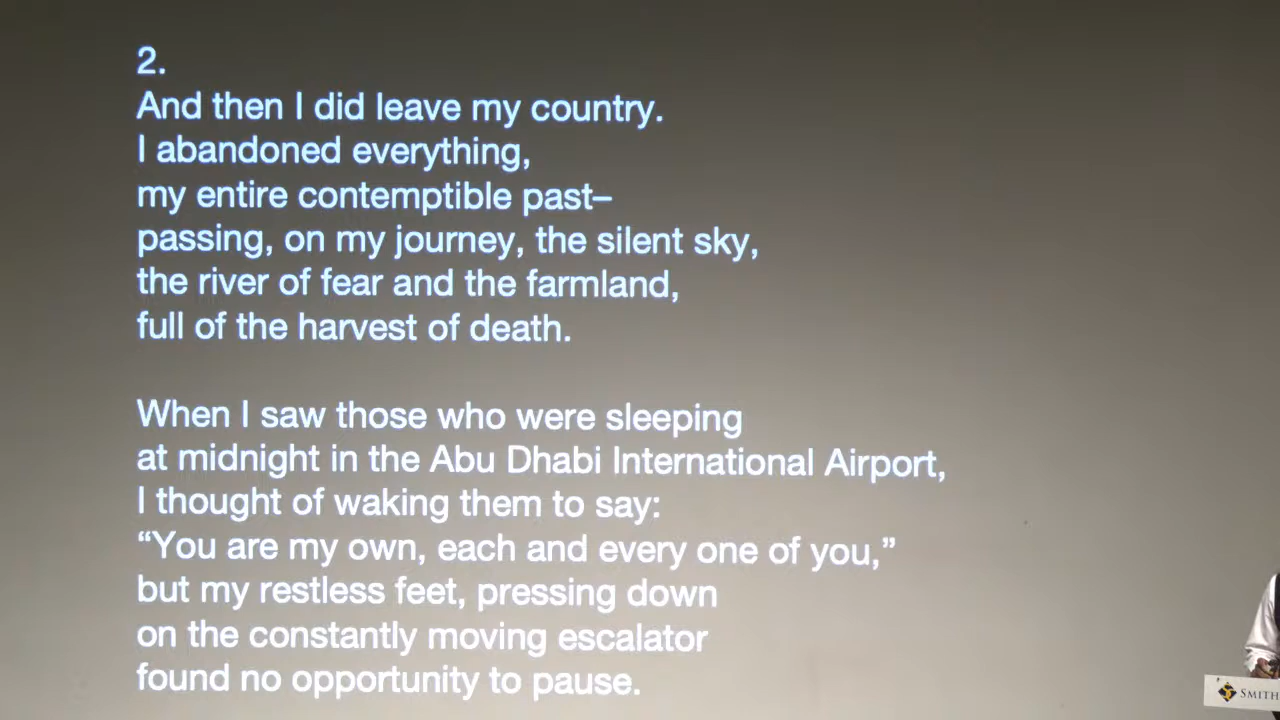 2.
And then I did leave my country.
I abandoned everything,
my entire contemptible past–
passing, on my journey, the silent sky,
the river of fear and the farmland,
full of the harvest of death.
When I saw those who were sleeping
at midnight in the Abu Dhabi International Airport,
I thought of waking them to say:
“You are my own, each and every one of you,”
but my restless feet, pressing down
on the constantly moving escalator
found no opportunity to pause.
SMITH